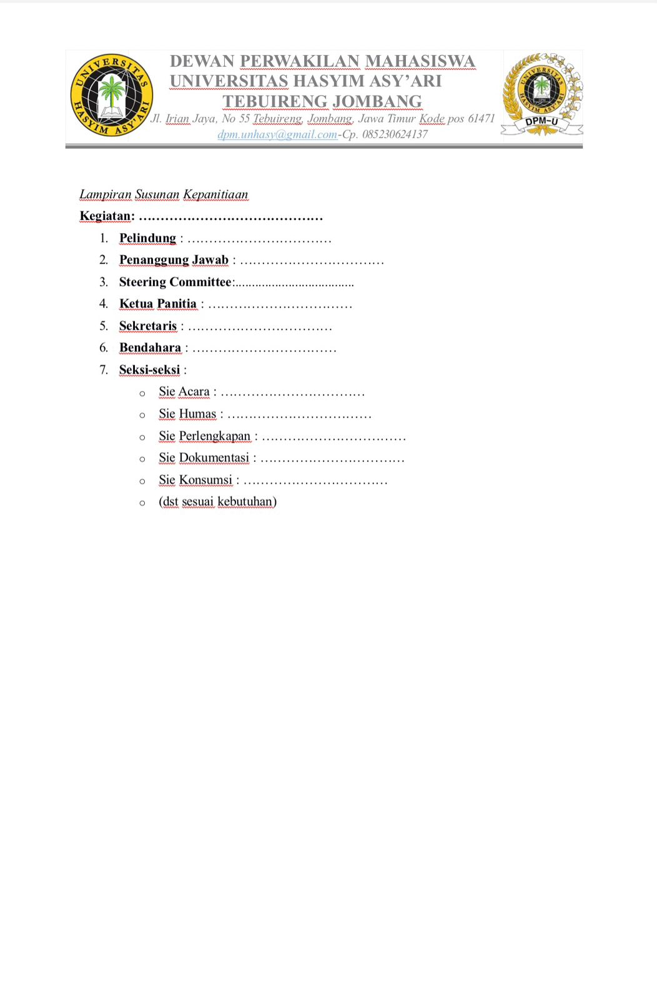 DEWAN PERWAKILAN MAHASISWA
UNIVERSITAS HASYIM ASY’ARI
TEBUIRENG JOMBANG
Jl. Irian Jaya, No 55 Tebuireng, Jombang, Jawa Timur Kode pos 61471
dpm.unhasy@gmail.com-Cp. 085230624137
UNIVERSITAS HASYIM ASY'ARI
UNIVERSITAS HASYIM ASY'ARI
DPM
DPM-U
Lampiran Susunan Kepanitiaan
Kegiatan: ……………………………………
1. Pelindung : ……………………………
2. Penanggung Jawab : ……………………………
3. Steering Committee:....................................
4. Ketua Panitia : ……………………………
5. Sekretaris : ……………………………
6. Bendahara : ……………………………
7. Seksi-seksi :
o Sie Acara : ……………………………
o Sie Humas : ……………………………
o Sie Perlengkapan : ……………………………
o Sie Dokumentasi : ……………………………
o Sie Konsumsi : ……………………………
o (dst sesuai kebutuhan)